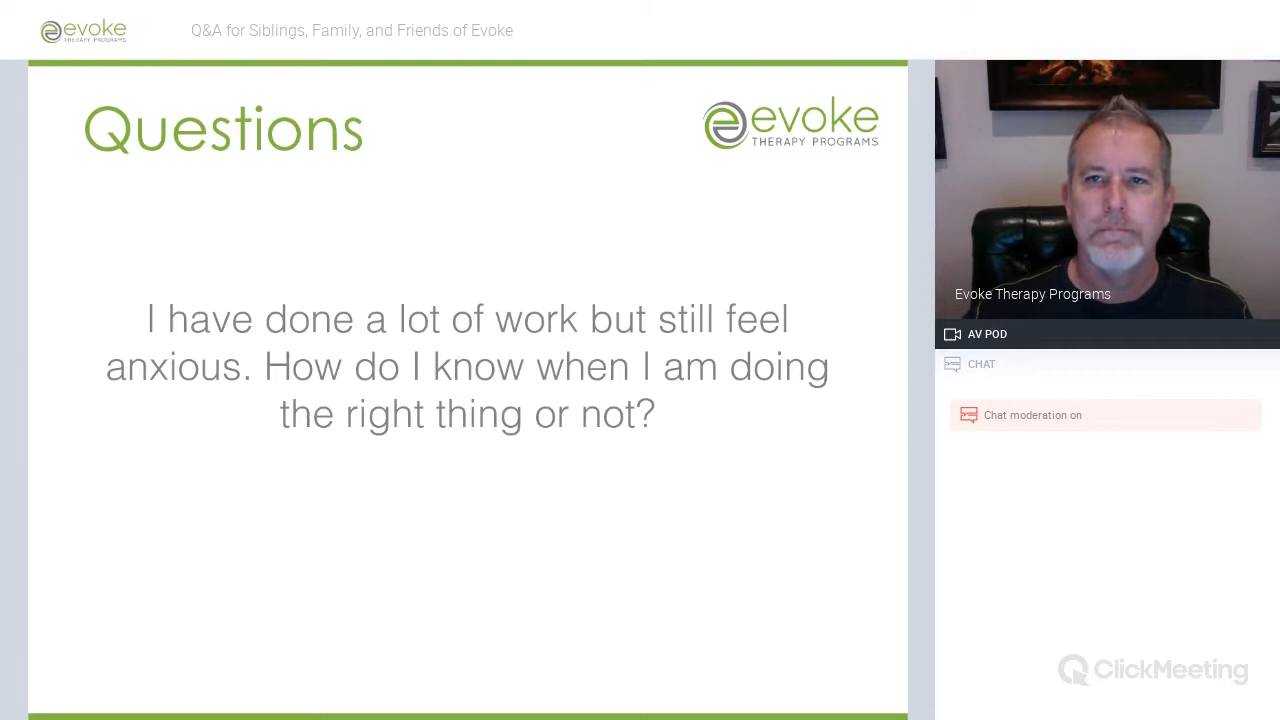 evoke
THERAPY PROGRAMS
Q&A for Siblings, Family, and Friends of Evoke
Questions
evoke
THERAPY PROGRAMS
I have done a lot of work but still feel
anxious. How do I know when I am doing
the right thing or not?
Evoke Therapy Programs
AV POD
CHAT
Chat moderation on
ClickMeeting